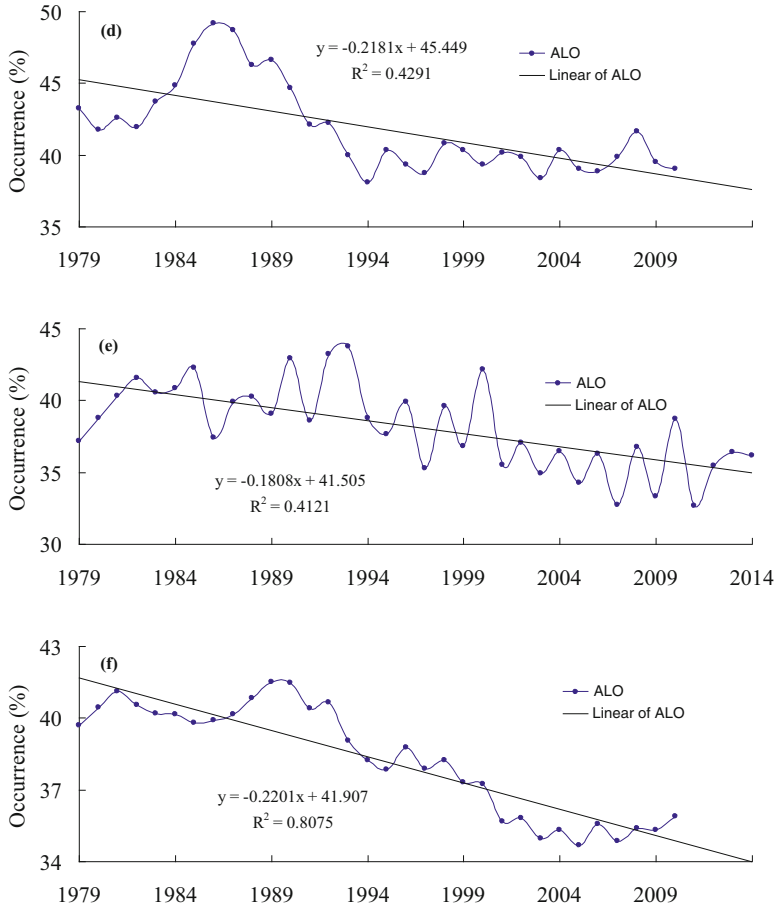 (d)
Occurrence (%)
50
45
40
35
y = -0.2181x + 45.449
R² = 0.4291
ALO
Linear of ALO
1979 1984 1989 1994 1999 2004 2009
(e)
Occurrence (%)
45
40
35
30
ALO
Linear of ALO
y = -0.1808x + 41.505
R² = 0.4121
1979 1984 1989 1994 1999 2004 2009 2014
(f)
Occurrence (%)
43
40
37
34
ALO
Linear of ALO
y = -0.2201x + 41.907
R² = 0.8075
1979 1984 1989 1994 1999 2004 2009